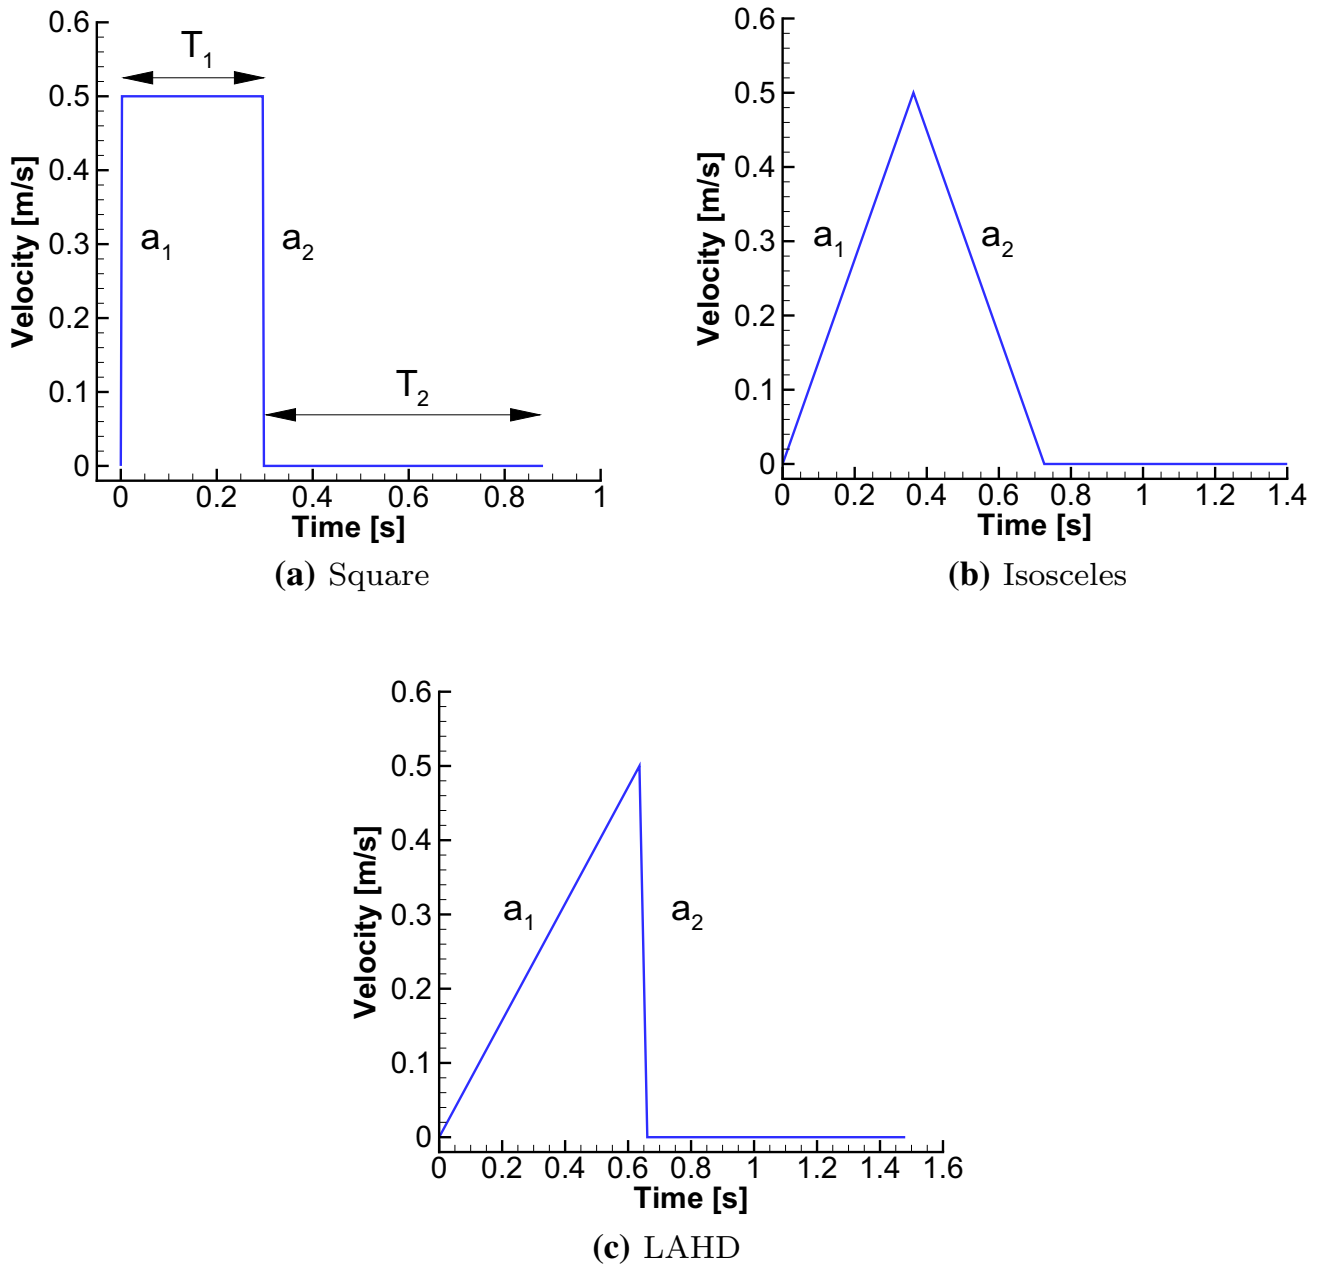 0.6
0.5
0.4
0.3
0.2
0.1
0
Velocity [m/s]
T1
a1 a2
T2
0 0.2 0.4 0.6 0.8 1
Time [s]
(a) Square
0.6
0.5
0.4
0.3
0.2
0.1
0
Velocity [m/s]
a1 a2
0 0.2 0.4 0.6 0.8 1 1.2 1.4
Time [s]
(b) Isosceles
0.6
0.5
0.4
0.3
0.2
0.1
0
Velocity [m/s]
a1 a2
0 0.2 0.4 0.6 0.8 1 1.2 1.4 1.6
Time [s]
(c) LAHD